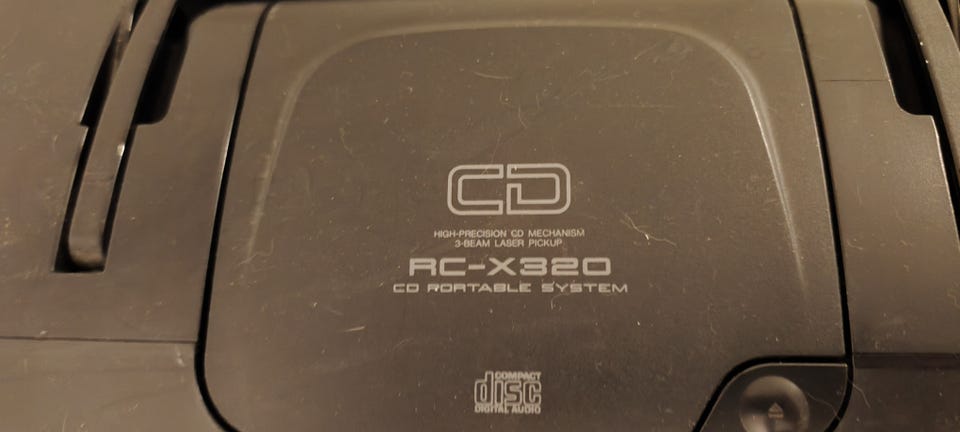 CD
HIGH-PRECISION CD MECHANISM
3-BEAM LASER PICKUP
RC-X320
CD PORTABLE SYSTEM
COMPACT
disc
DIGITAL AUDIO